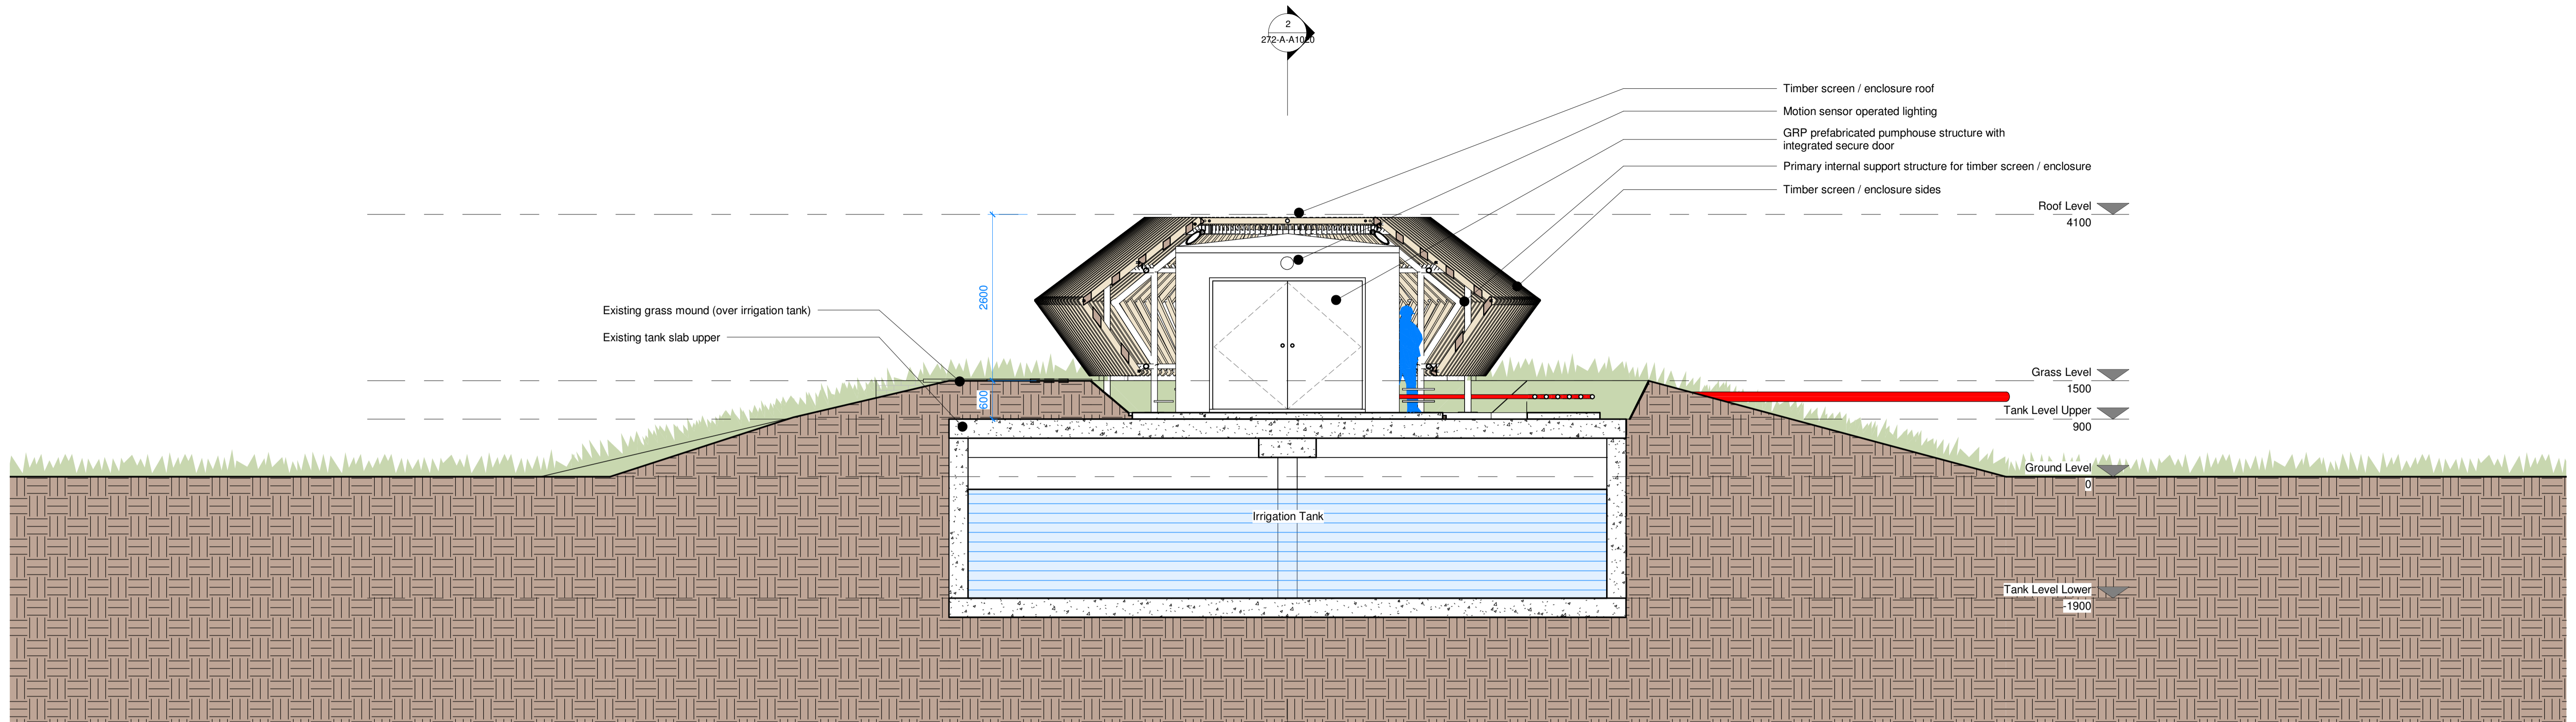 2
272-A-A1020
Timber screen / enclosure roof
Motion sensor operated lighting
GRP prefabricated pumphouse structure with
integrated secure door
Primary internal support structure for timber screen / enclosure
Timber screen / enclosure sides
Roof Level
4100
2600
Existing grass mound (over irrigation tank)
Existing tank slab upper
Grass Level
1500
600
Tank Level Upper
900
Ground Level
0
Irrigation Tank
Tank Level Lower
-1900